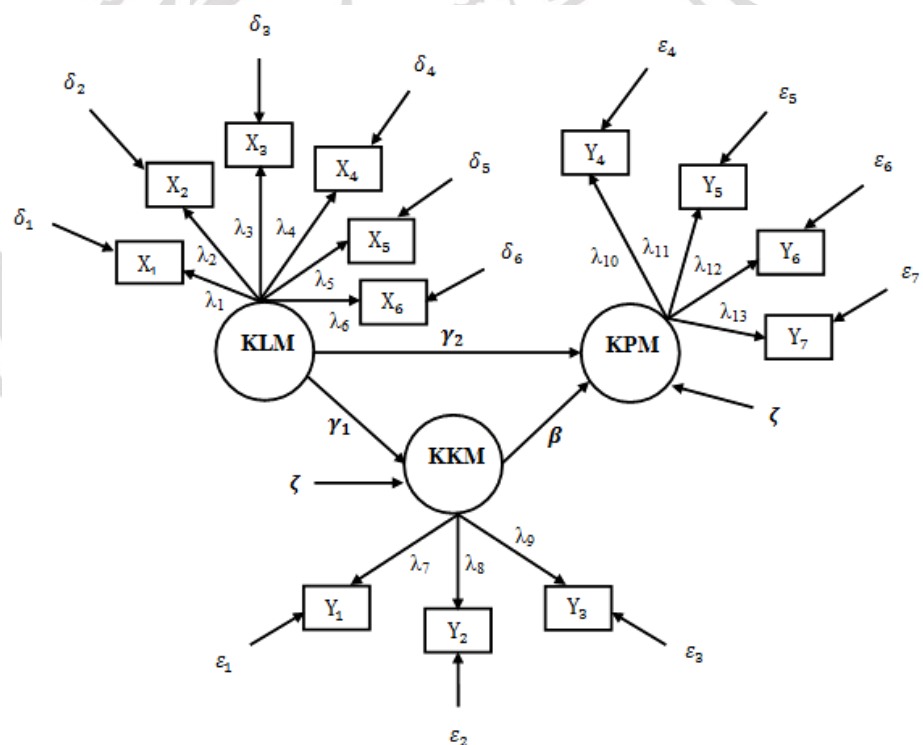 δ₃
ε₄
δ₄
δ₂
ε₅
X₃
Y₄
X₄
ε₆
X₂
δ₅
Y₅
δ₁
λ₃
λ₄
X₅
Y₆
λ₂
X₁
λ₁₀
λ₁₁
λ₁₂
δ₆
λ₅
ε₇
λ₁
X₆
λ₆
λ₁₃
KLM
γ₂
KPM
Y₇
γ₁
ζ
β
KKM
ζ
λ₉
λ₇
λ₈
Y₁
Y₃
Y₂
ε₁
ε₃
ε₂